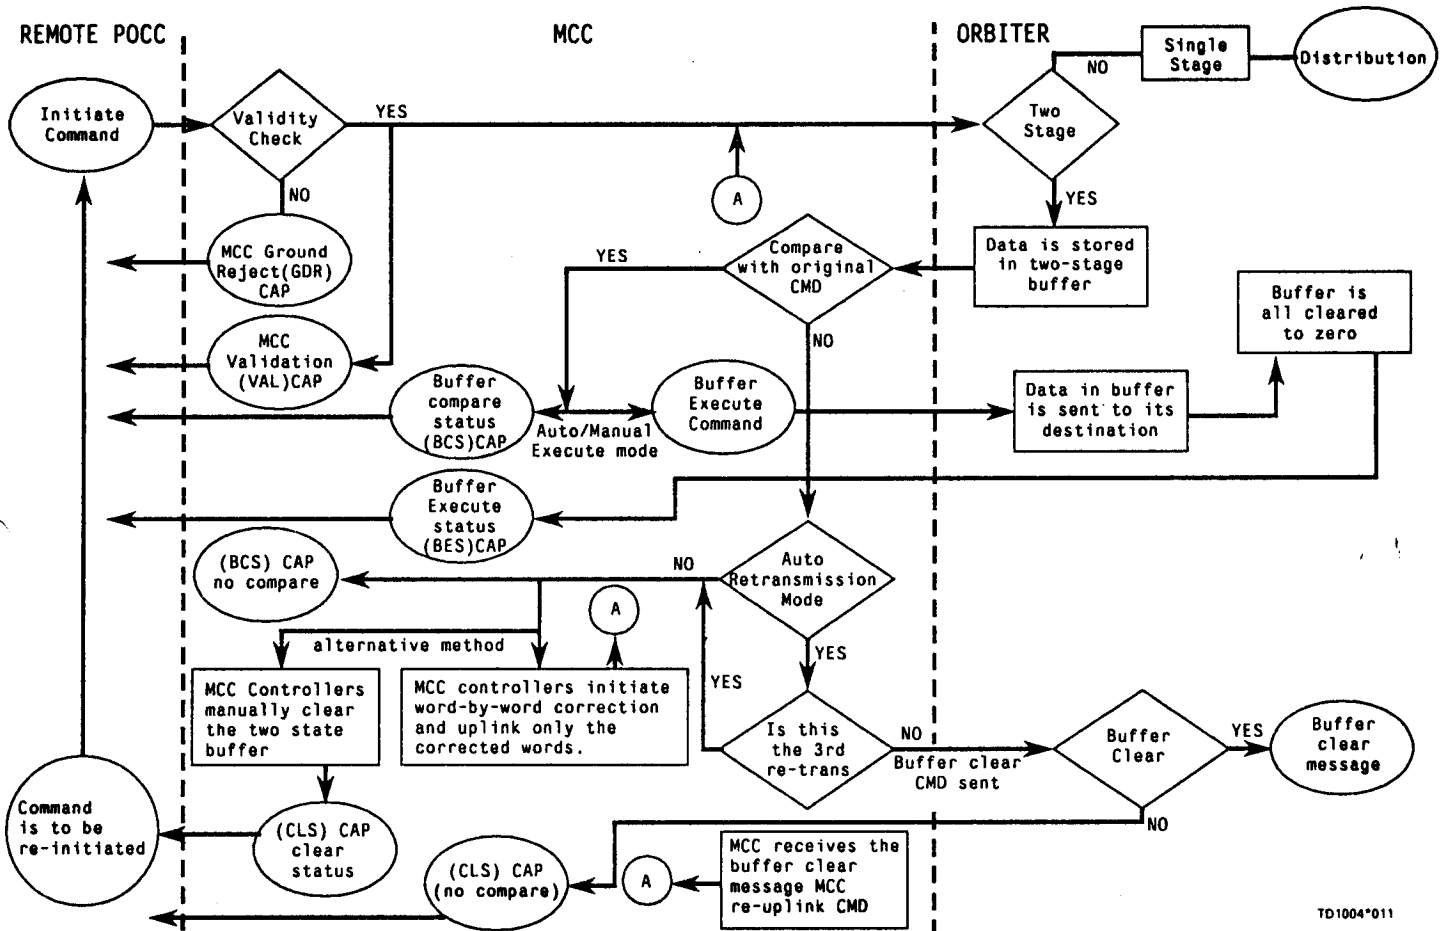 REMOTE POCC
MCC
ORBITER
Initiate
Command
Validity
Check
YES
NO
Two
Stage
NO
Single
Stage
Distribution
YES
A
MCC Ground
Reject(GDR)
CAP
MCC
Validation
(VAL)CAP
YES
Compare
with original
CMD
NO
Data is stored
in two-stage
buffer
Buffer is
all cleared
to zero
Buffer
compare
status
(BCS)CAP
Auto/Manual
Execute mode
Buffer
Execute
Command
Data in buffer
is sent to its
destination
Buffer
Execute
status
(BES)CAP
(BCS) CAP
no compare
NO
Auto
Retransmission
Mode
YES
A
alternative method
MCC Controllers
manually clear
the two state
buffer
MCC controllers initiate
word-by-word correction
and uplink only the
corrected words.
YES
Is this
the 3rd
re-trans
NO
Buffer clear
CMD sent
Buffer
Clear
YES
Buffer
clear
message
NO
Command
is to be
re-initiated
(CLS) CAP
clear
status
(CLS) CAP
(no compare)
A
MCC receives the
buffer clear
message MCC
re-uplink CMD
TD1004*011